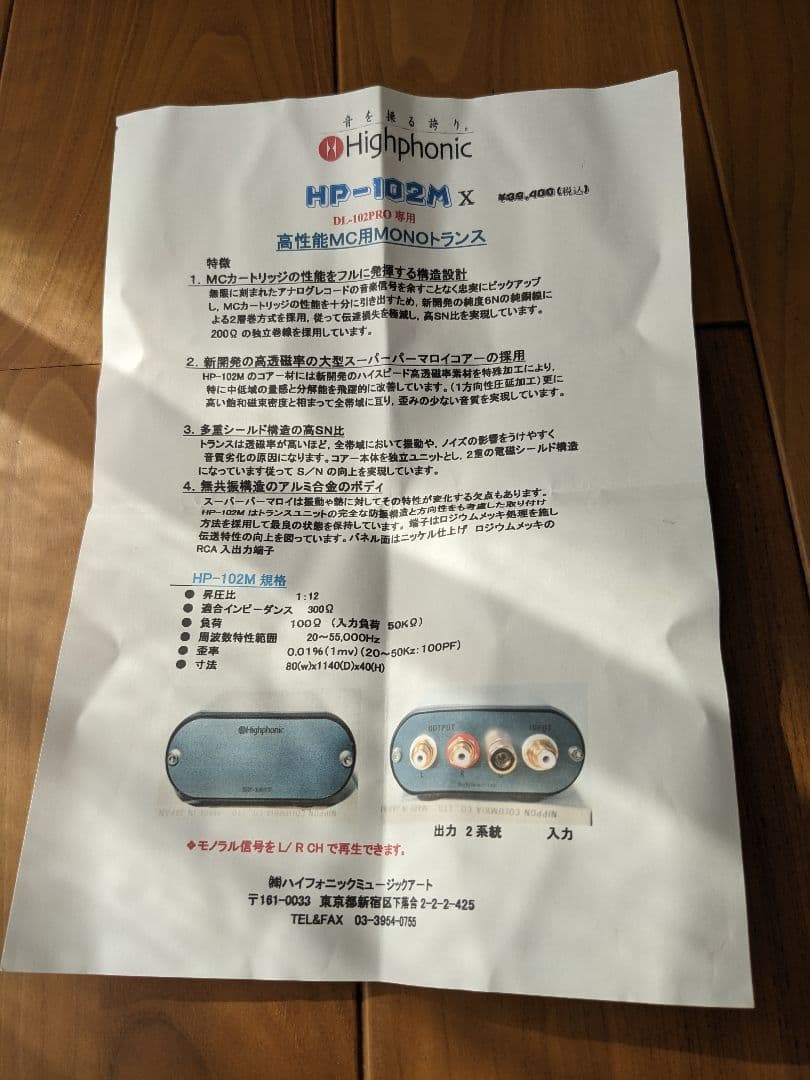 音を操る誇り。
Highphonic
HP-102M X (税込)
DL-102PRO 専用
高性能MC用MONOトランス
特徴
1. MCカートリッジの性能をフルに発揮する構造設計
無限に刻まれたアナログレコードの音楽信号を余すことなく忠実にピックアップ
し, MCカートリッジの性能を十分に引き出すため, 新開発の純度6Nの純銅線に
よる2層巻方式を採用, 従って伝達損失を極減し, 高SN比を実現しています。
200Ω の独立巻線を採用しています。
2. 新開発の高透磁率の大型スーパーパーマロイコアーの採用
HP-102M のコアー材には新開発のハイスピード高透磁率素材を特殊加工により,
特に中低域の量感と分解能を飛躍的に改善しています。(1方向性圧延加工) 更に
高い飽和磁束密度と相まって全帯域に亘り, 歪みの少ない音質を実現しています。
3. 多重シールド構造の高SN比
トランスは透磁率が高いほど, 全帯域において振動や, ノイズの影響をうけやすく
音質劣化の原因になります。コアー本体を独立ユニットとし, 2重の電磁シールド構造
になっています従って S/N の向上を実現しています。
4. 無共振構造のアルミ合金のボディ
スーパーパーマロイは振動や熱に対してその特性が変化する欠点もあります。
HP-102M はトランスユニットの完全な防振構造と方向性をも考慮した取り付け
方法を採用して最良の状態を保持しています。端子はロジウムメッキ処理を施し
伝送特性の向上を図っています。パネル面はニッケル仕上げ ロジウムメッキの
RCA 入出力端子
HP-102M 規格
● 昇圧比 1:12
● 適合インピーダンス 300Ω
● 負荷 100Ω (入力負荷 50KΩ)
● 周波数特性範囲 20~55,000Hz
● 歪率 0.01%(1mv)(20~50Kz:100PF)
● 寸法 80(w)x1140(D)x40(H)
Highphonic
OUTPUT INPUT
L R
NIPPON COLUMBIA CO., LTD. MADE IN JAPAN
NIPPON COLUMBIA CO., LTD.
出力 2系統 入力
❖モノラル信号をL/ R CH で再生できます。
㈱ハイフォニックミュージックアート
〒161-0033 東京都新宿区下落合2-2-2-425
TEL&FAX 03-3954-0755